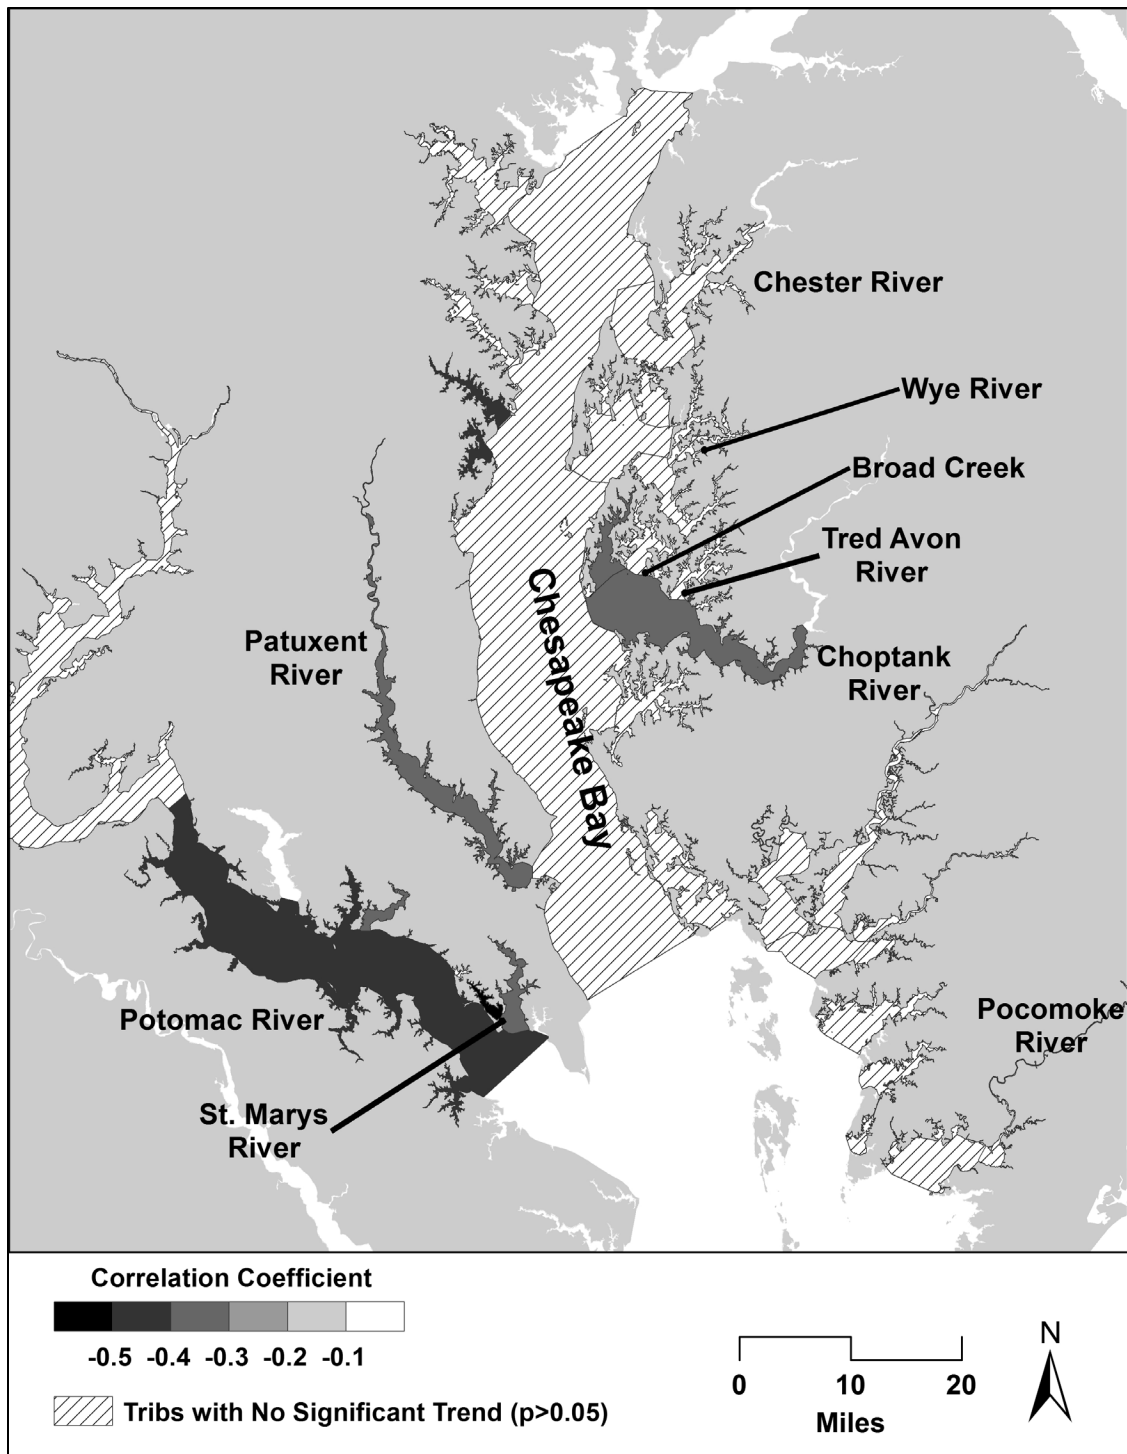 Chester River
Wye River
Broad Creek
Tred Avon
River
Patuxent
River
Chesapeake Bay
Choptank
River
Potomac River
Pocomoke
River
St. Marys
River
Correlation Coefficient
-0.5 -0.4 -0.3 -0.2 -0.1
Tribs with No Significant Trend (p>0.05)
0 10 20
Miles
N